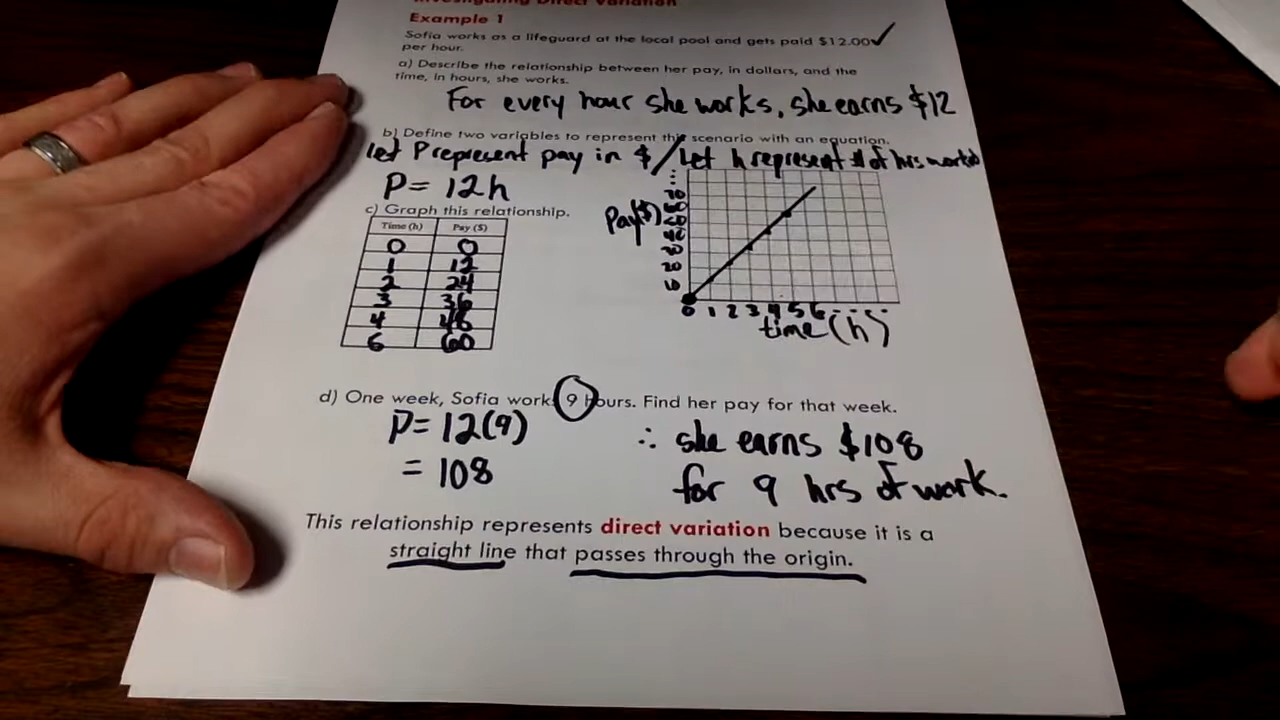 Investigating Direct Variation
Example 1
Sofia works as a lifeguard at the local pool and gets paid $12.00
per hour.
a) Describe the relationship between her pay, in dollars, and the
time, in hours, she works.
For every hour she works, she earns $12
b) Define two variables to represent this scenario with an equation.
Let P represent pay in $ / Let h represent # of hrs worked
P = 12h
c) Graph this relationship.
Time (h) Pay ($)
0 0
1 12
2 24
3 36
4 48
6 60
Pay($)
70
60
50
40
30
20
10
0 1 2 3 4 5 6 ...
time (h)
d) One week, Sofia works 9 hours. Find her pay for that week.
P = 12(9)
= 108
∴ she earns $108
for 9 hrs of work.
This relationship represents direct variation because it is a
straight line that passes through the origin.